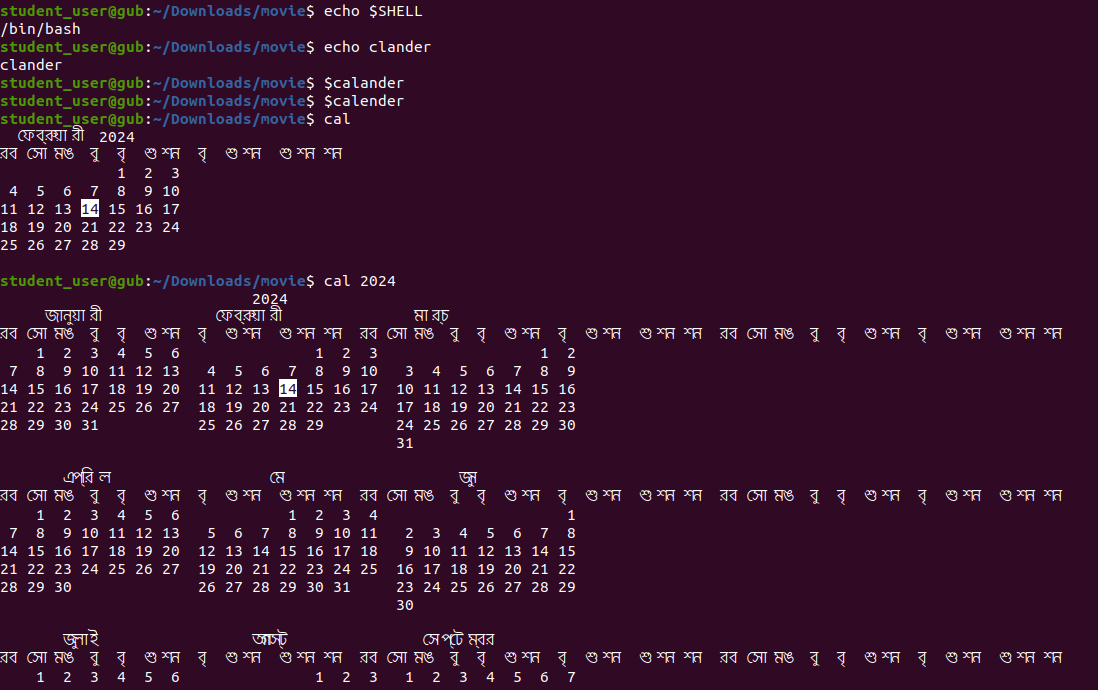 student_user@gub:~/Downloads/movie$ echo $SHELL
/bin/bash
student_user@gub:~/Downloads/movie$ echo clander
clander
student_user@gub:~/Downloads/movie$ $calander
student_user@gub:~/Downloads/movie$ $calender
student_user@gub:~/Downloads/movie$ cal
ফেব্রুয়ারী 2024
রব সোম ঙ বু বৃ শু শন বৃ শু শন শু শন শন
1 2 3
4 5 6 7 8 9 10
11 12 13 14 15 16 17
18 19 20 21 22 23 24
25 26 27 28 29
student_user@gub:~/Downloads/movie$ cal 2024
2024
জানুয়ারী ফেব্রুয়ারী মার্চ
রব সো মঙ বু বৃ শু শন বৃ শু শন শু শন শন রব সো মঙ বু বৃ শু শন বৃ শু শন শু শন শন রব সো মঙ বু বৃ শু শন বৃ শু শন শু শন শন
1 2 3 4 5 6 1 2 3 1 2
7 8 9 10 11 12 13 4 5 6 7 8 9 10 3 4 5 6 7 8 9
14 15 16 17 18 19 20 11 12 13 14 15 16 17 10 11 12 13 14 15 16
21 22 23 24 25 26 27 18 19 20 21 22 23 24 17 18 19 20 21 22 23
28 29 30 31 25 26 27 28 29 24 25 26 27 28 29 30
31
এপ্রিল মে জুন
রব সো মঙ বু বৃ শু শন বৃ শু শন শু শন শন রব সো মঙ বু বৃ শু শন বৃ শু শন শু শন শন রব সো মঙ বু বৃ শু শন বৃ শু শন শু শন শন
1 2 3 4 5 6 1 2 3 4 1
7 8 9 10 11 12 13 5 6 7 8 9 10 11 2 3 4 5 6 7 8
14 15 16 17 18 19 20 12 13 14 15 16 17 18 9 10 11 12 13 14 15
21 22 23 24 25 26 27 19 20 21 22 23 24 25 16 17 18 19 20 21 22
28 29 30 26 27 28 29 30 31 23 24 25 26 27 28 29
30
জুলাই আগস্ট সেপ্টেম্বর
রব সো মঙ বু বৃ শু শন বৃ শু শন শু শন শন রব সো মঙ বু বৃ শু শন বৃ শু শন শু শন শন রব সো মঙ বু বৃ শু শন বৃ শু শন শু শন শন
1 2 3 4 5 6 1 2 3 1 2 3 4 5 6 7